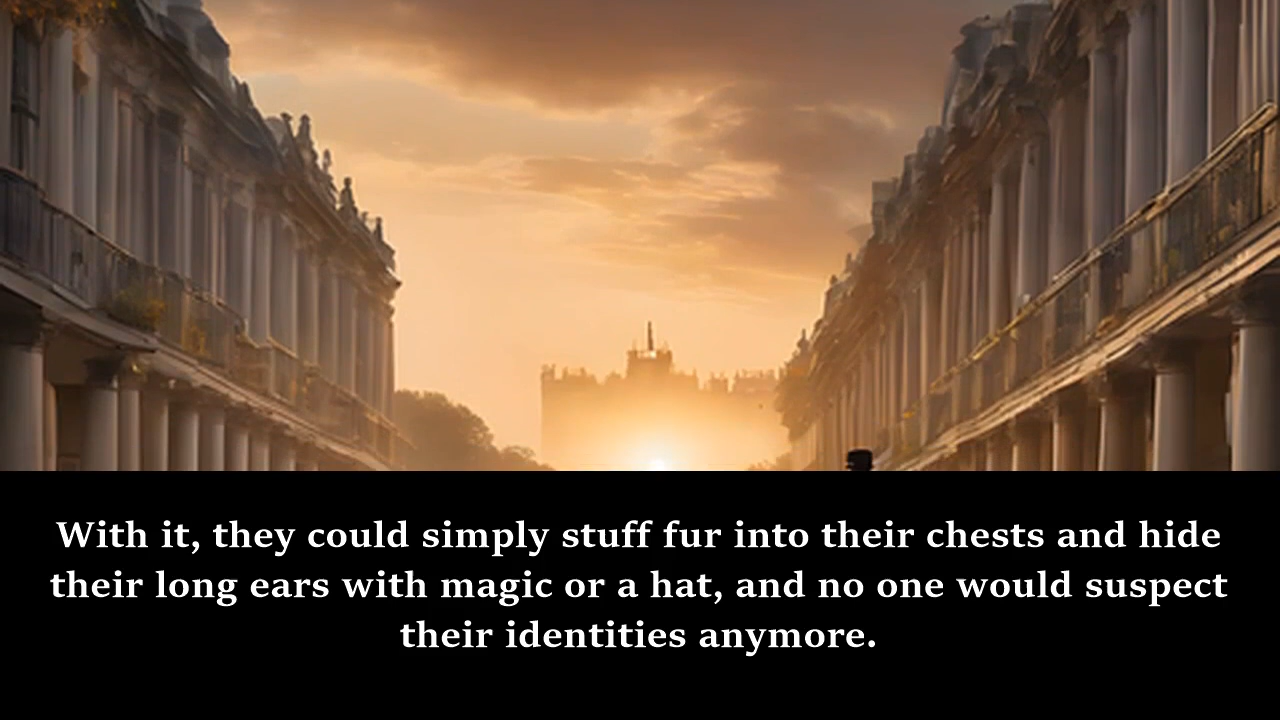 With it, they could simply stuff fur into their chests and hide
their long ears with magic or a hat, and no one would suspect
their identities anymore.